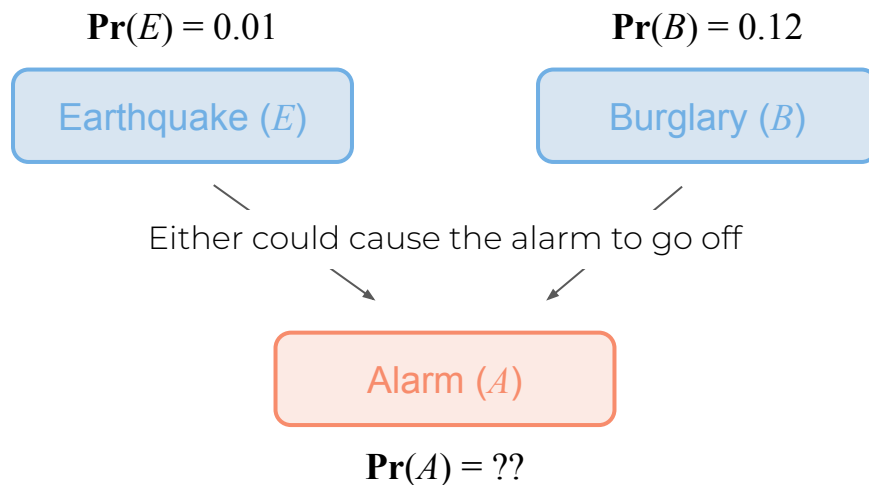 Pr(E) = 0.01
Pr(B) = 0.12
Earthquake (E)
Burglary (B)
Either could cause the alarm to go off
Alarm (A)
Pr(A) = ??